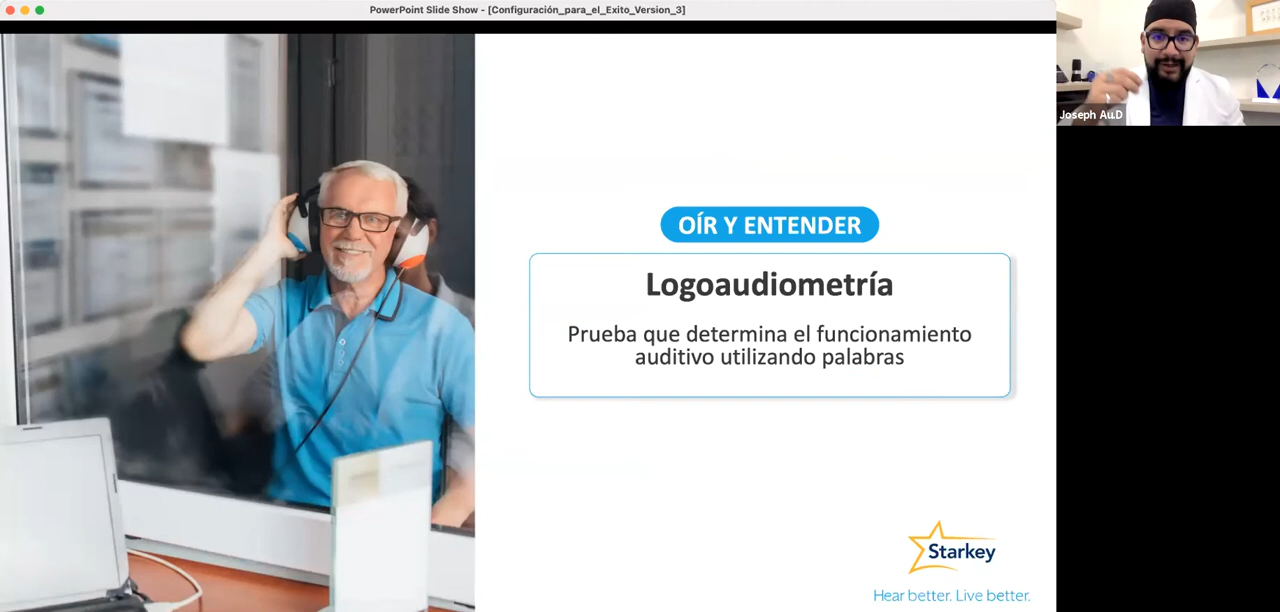 PowerPoint Slide Show - [Configuración_para_el_Exito_Version_3]
Joseph Au.D
OÍR Y ENTENDER
Logoaudiometría
Prueba que determina el funcionamiento
auditivo utilizando palabras
Starkey
Hear better. Live better.